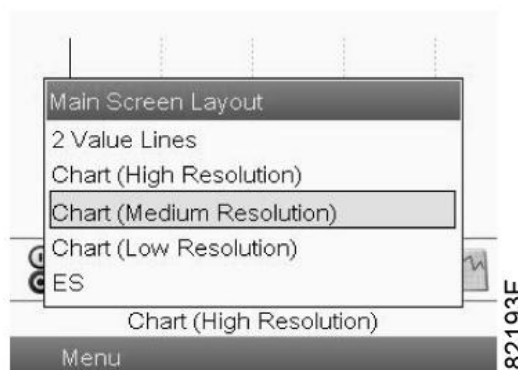 Main Screen Layout
2 Value Lines
Chart (High Resolution)
Chart (Medium Resolution)
Chart (Low Resolution)
ES
Chart (High Resolution)
Menu
82193F